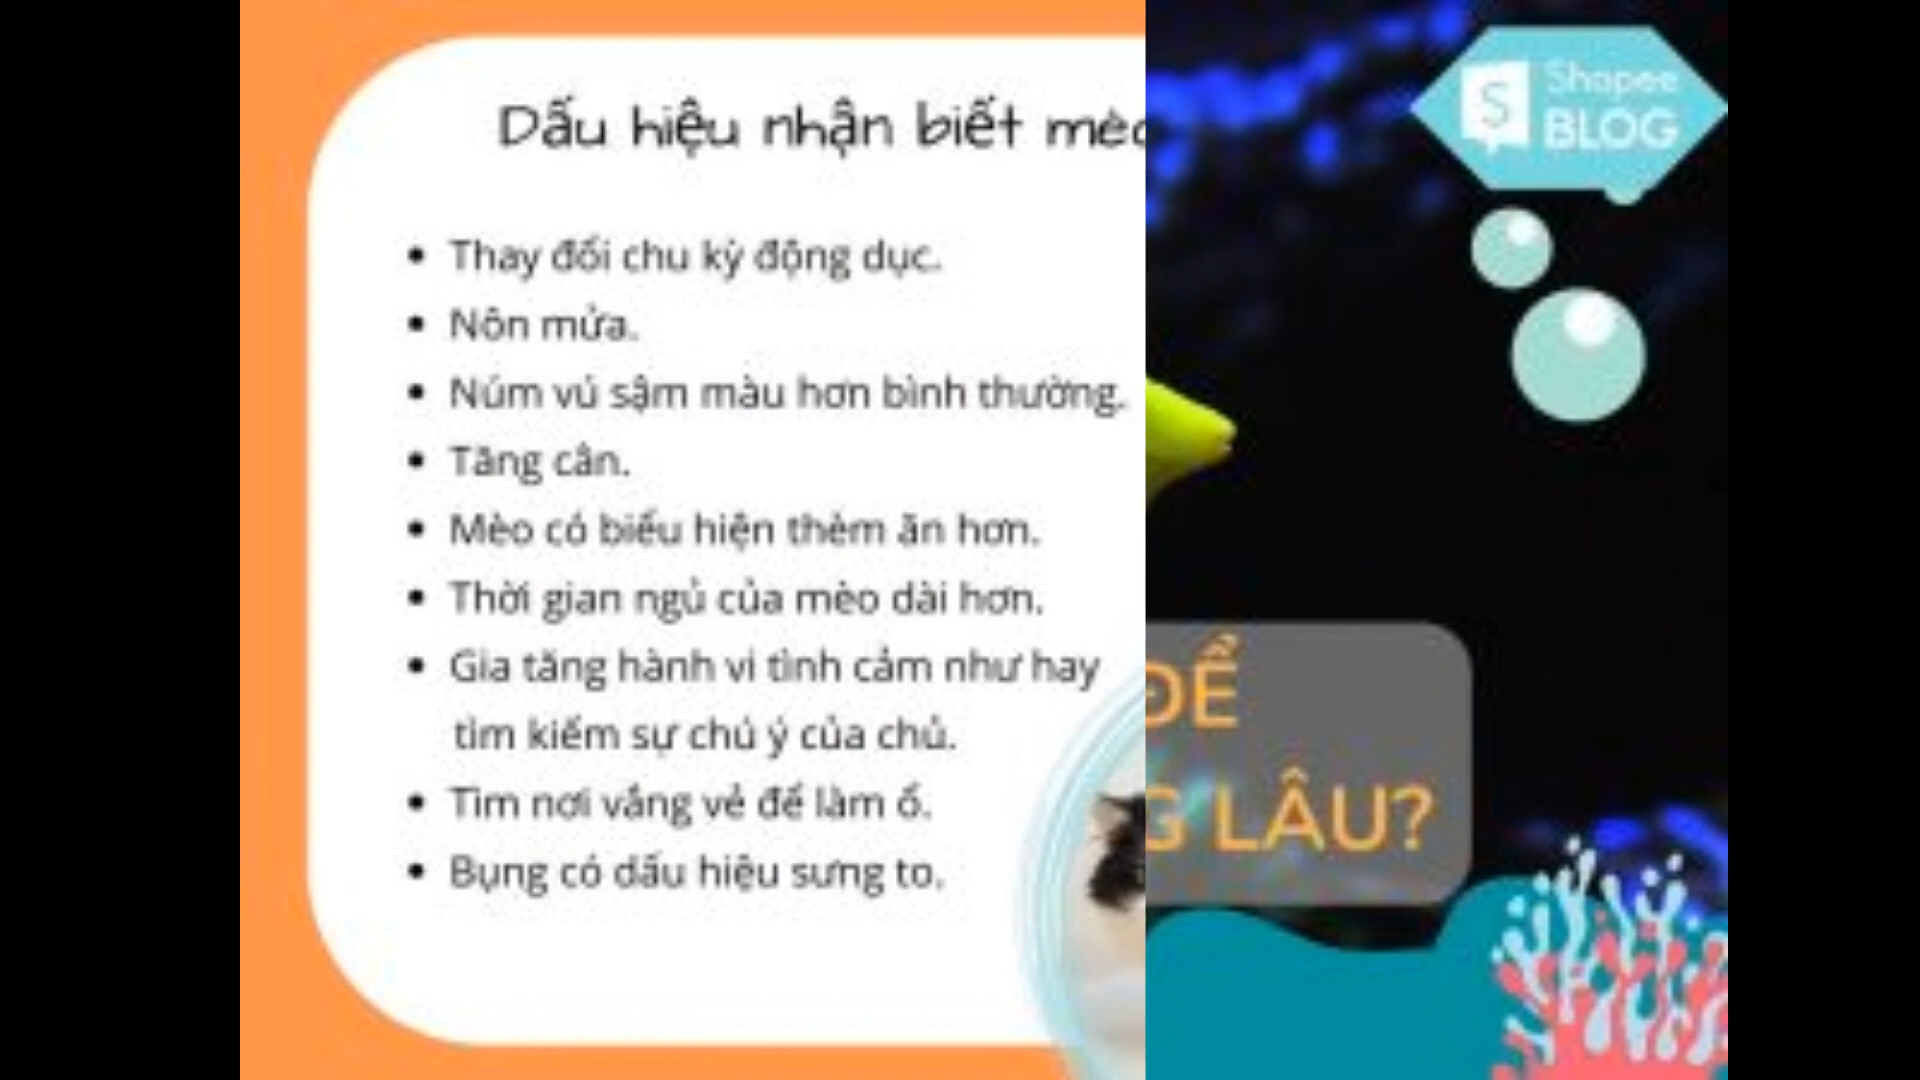 Dấu hiệu nhận biết mèo
Thay đổi chu kỳ động dục.
Nôn mửa.
Núm vú sậm màu hơn bình thường.
Tăng cân.
Mèo có biểu hiện thèm ăn hơn.
Thời gian ngủ của mèo dài hơn.
Gia tăng hành vi tình cảm như hay
tìm kiếm sự chú ý của chủ.
Tìm nơi vắng vẻ để làm ổ.
Bụng có dấu hiệu sưng to.
S Shopee
BLOG
ĐỂ
G LÂU?